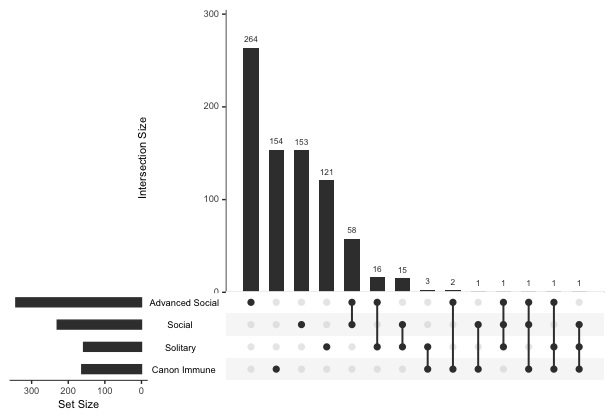 300
264
200
154 153
121
100
58
16 15
3 2 1 1 1 1 1
0
Intersection Size
Advanced Social
Social
Solitary
Canon Immune
300 200 100 0
Set Size